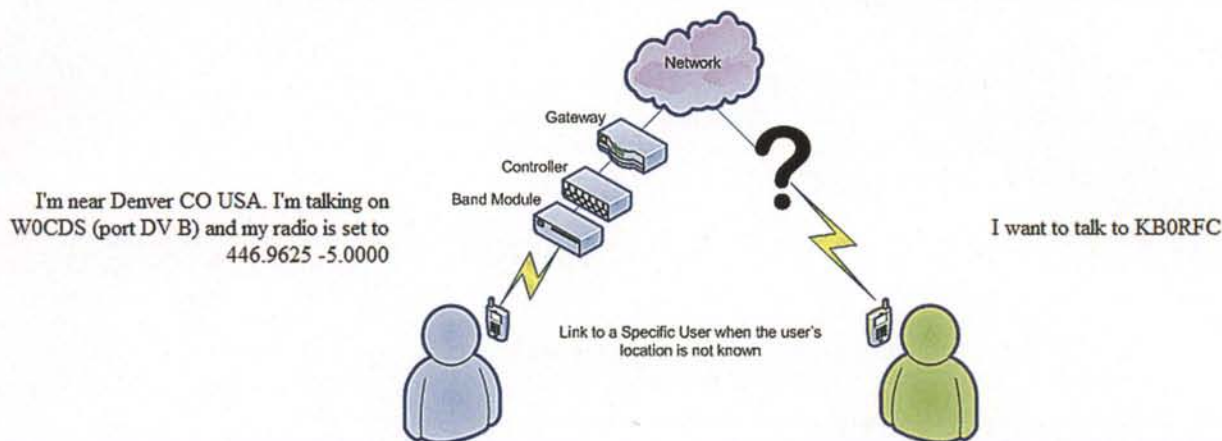 Network
Gateway
Controller
Band Module
I'm near Denver CO USA. I'm talking on
W0CDS (port DV B) and my radio is set to
446.9625 -5.0000
?
I want to talk to KB0RFC
Link to a Specific User when the user's
location is not known